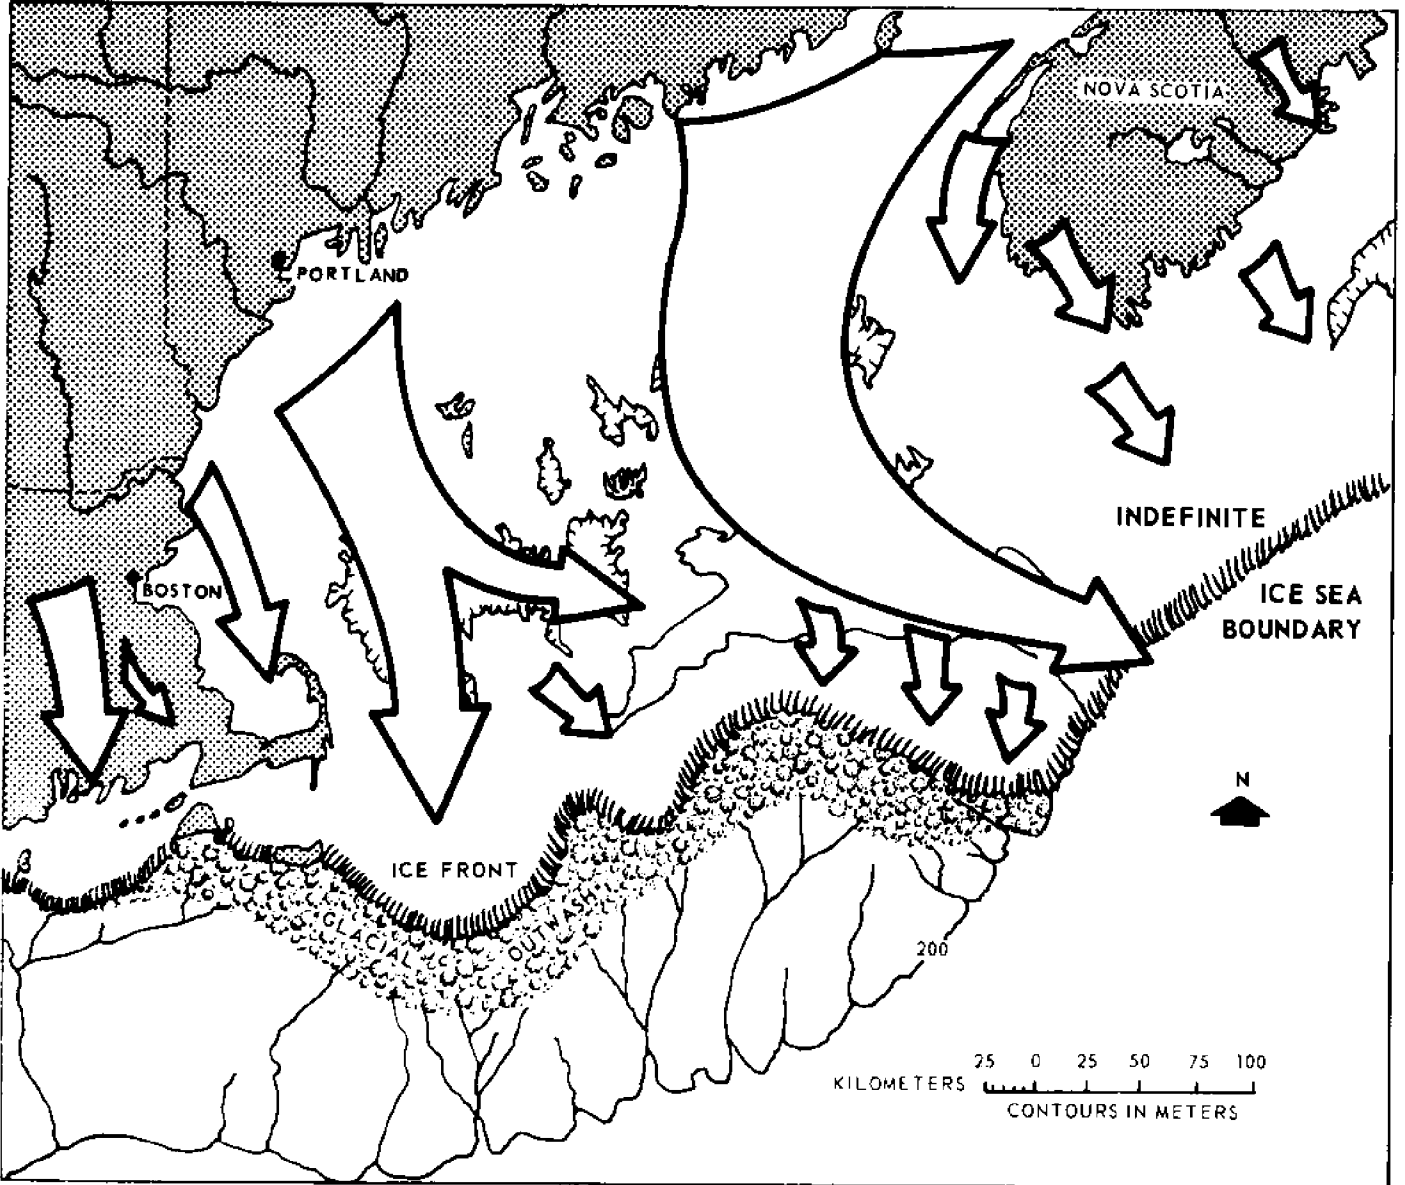 NOVA SCOTIA
PORTLAND
INDEFINITE
BOSTON
ICE SEA
BOUNDARY
N
ICE FRONT
GLACIAL OUTWASH
200
25 0 25 50 75 100
KILOMETERS
CONTOURS IN METERS